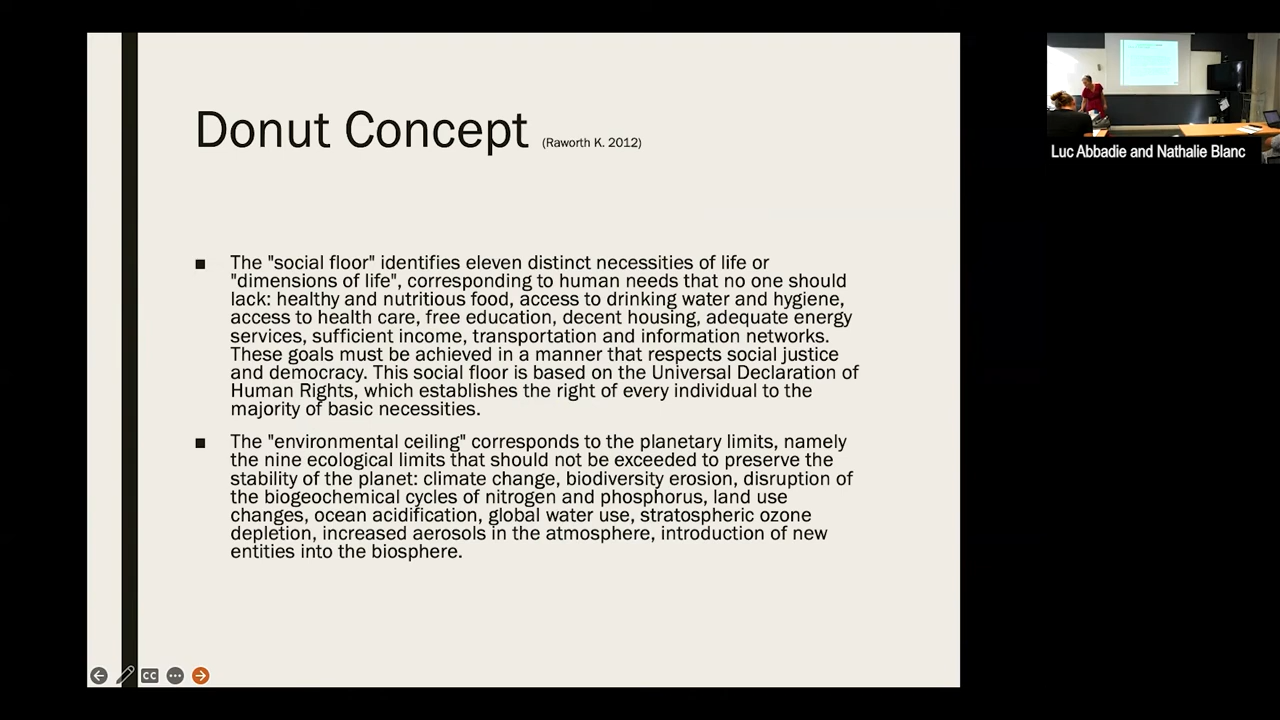 Donut Concept (Raworth K. 2012)
Luc Abbadie and Nathalie Blanc
■ The "social floor" identifies eleven distinct necessities of life or
"dimensions of life", corresponding to human needs that no one should
lack: healthy and nutritious food, access to drinking water and hygiene,
access to health care, free education, decent housing, adequate energy
services, sufficient income, transportation and information networks.
These goals must be achieved in a manner that respects social justice
and democracy. This social floor is based on the Universal Declaration of
Human Rights, which establishes the right of every individual to the
majority of basic necessities.
■ The "environmental ceiling" corresponds to the planetary limits, namely
the nine ecological limits that should not be exceeded to preserve the
stability of the planet: climate change, biodiversity erosion, disruption of
the biogeochemical cycles of nitrogen and phosphorus, land use
changes, ocean acidification, global water use, stratospheric ozone
depletion, increased aerosols in the atmosphere, introduction of new
entities into the biosphere.
CC